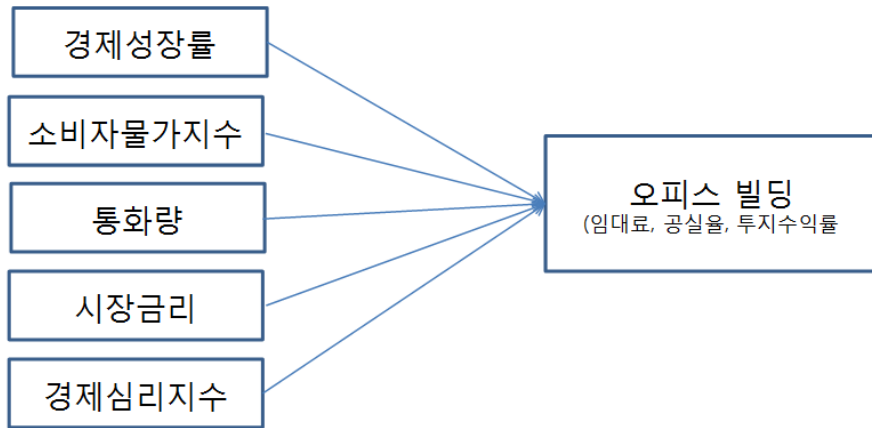 경제성장률
소비자물가지수
통화량
시장금리
경제심리지수
오피스 빌딩
(임대료, 공실율, 투지수익률